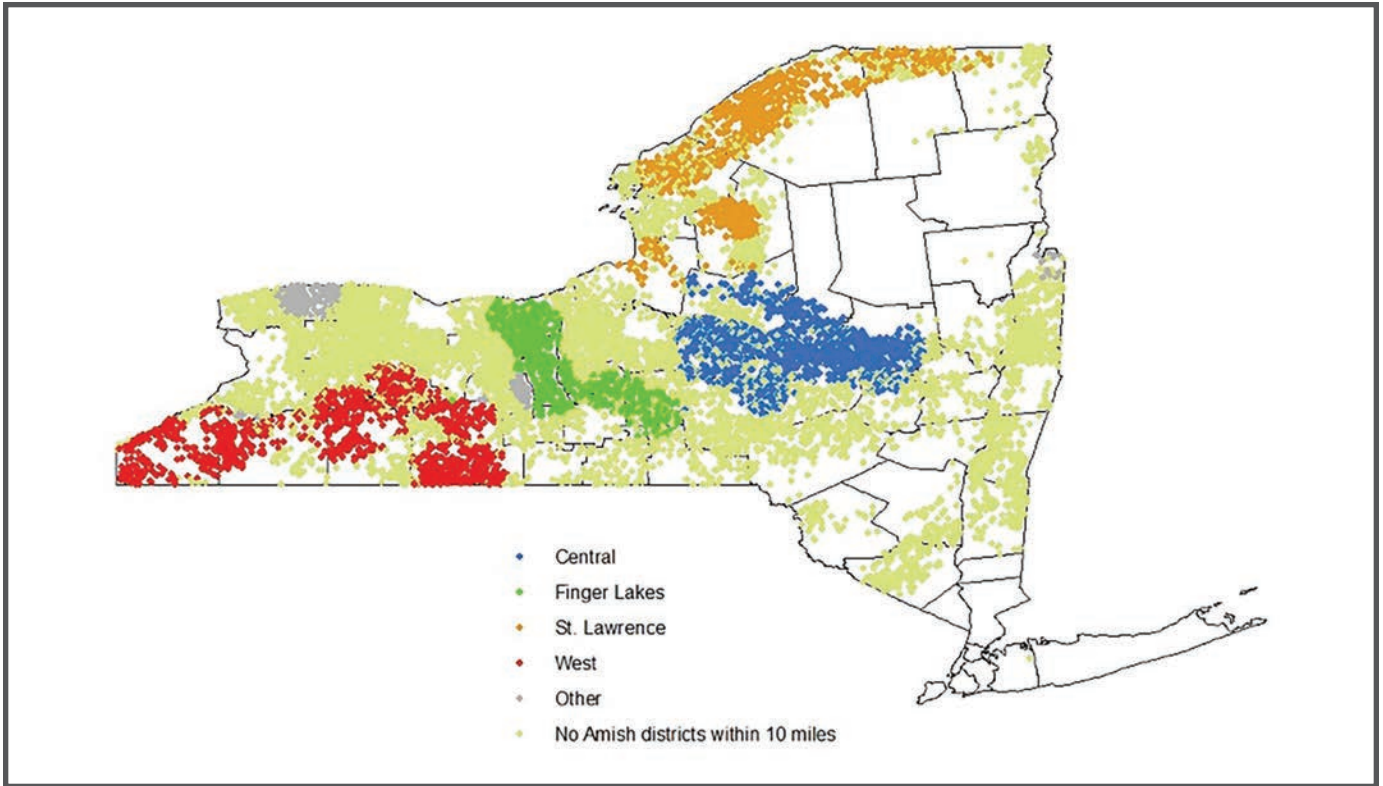 Central
Finger Lakes
St. Lawrence
West
Other
No Amish districts within 10 miles